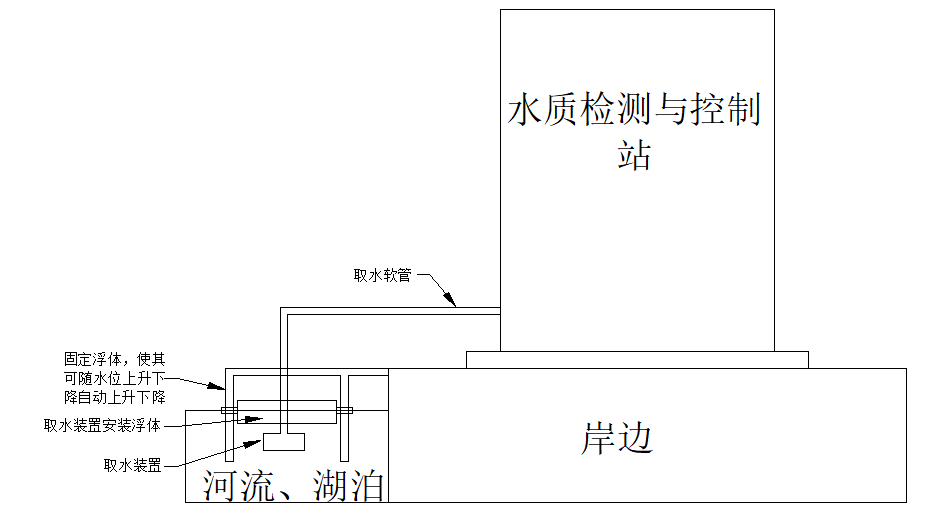 水质检测与控制
站
取水软管
固定浮体，使其
可随水位上升下
降自动上升下降
取水装置安装浮体
取水装置
岸边
河流、湖泊